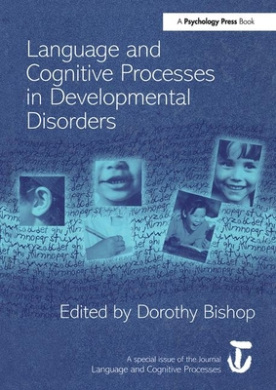 A Psychology Press Book
Language and
Cognitive Processes
in Developmental
Disorders
Edited by Dorothy Bishop
A special issue of the Journal
Language and Cognitive Processes